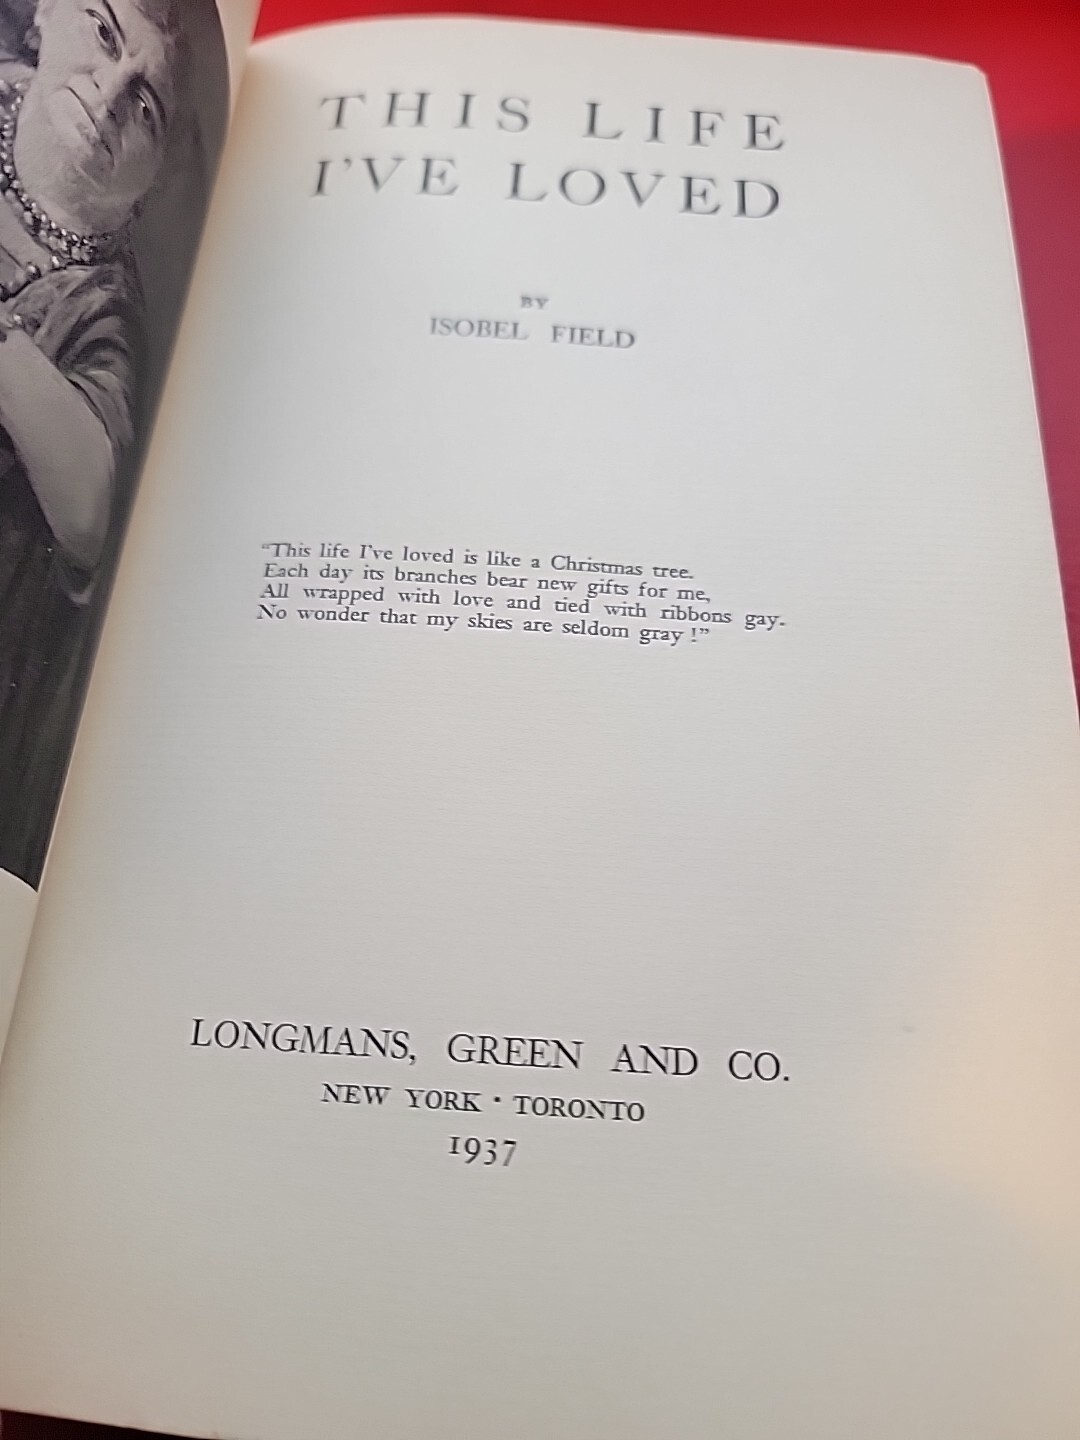 THIS LIFE
I'VE LOVED
BY
ISOBEL FIELD
"This life I've loved is like a Christmas tree.
Each day its branches bear new gifts for me,
All wrapped with love and tied with ribbons gay.
No wonder that my skies are seldom gray!"
LONGMANS, GREEN AND CO.
NEW YORK · TORONTO
1937